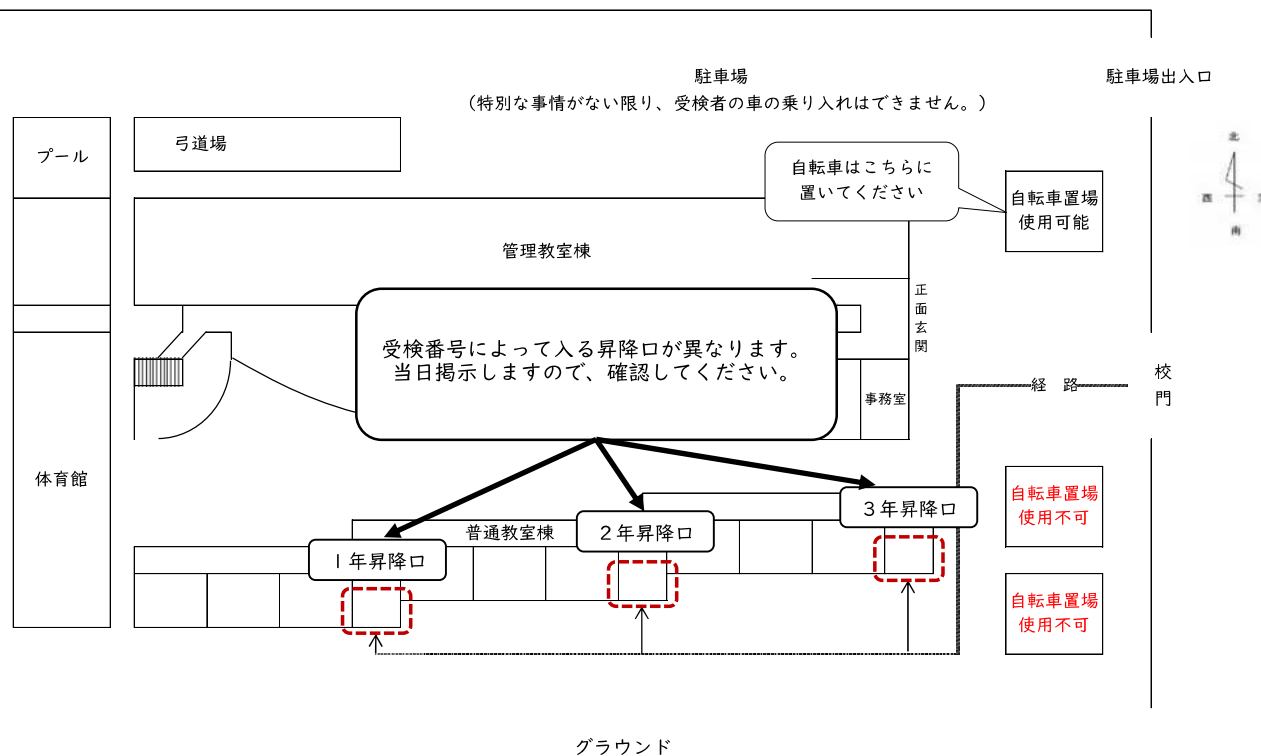 駐車場
駐車場出入口
（特別な事情がない限り、受検者の車の乗り入れはできません。）
プール
弓道場
自転車はこちらに
置いてください
自転車置場
使用可能
北
西
南
管理教室棟
正面玄関
受検番号によって入る昇降口が異なります。
当日掲示しますので、確認してください。
事務室
経 路
校門
体育館
自転車置場
使用不可
３年昇降口
２年昇降口
普通教室棟
１年昇降口
自転車置場
使用不可
グラウンド